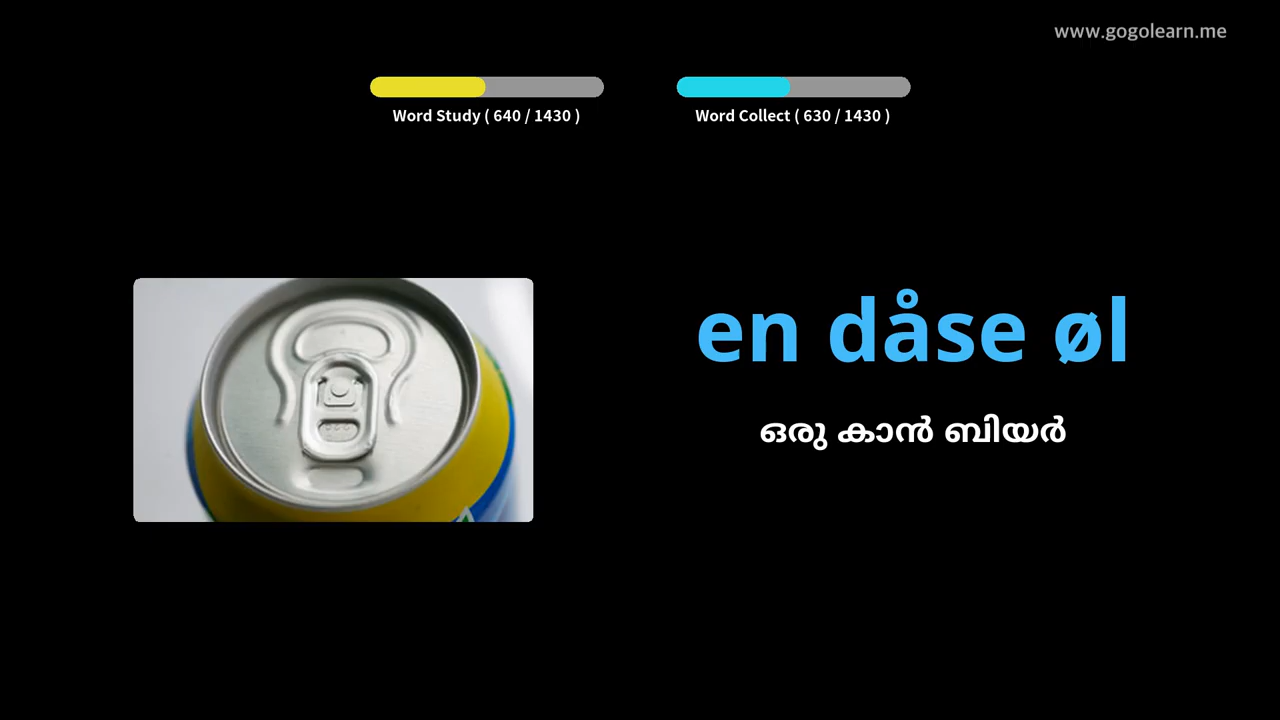 www.gogolearn.me
Word Study ( 640 / 1430 )
Word Collect ( 630 / 1430 )
en dåse øl
ഒരു കാൻ ബിയർ